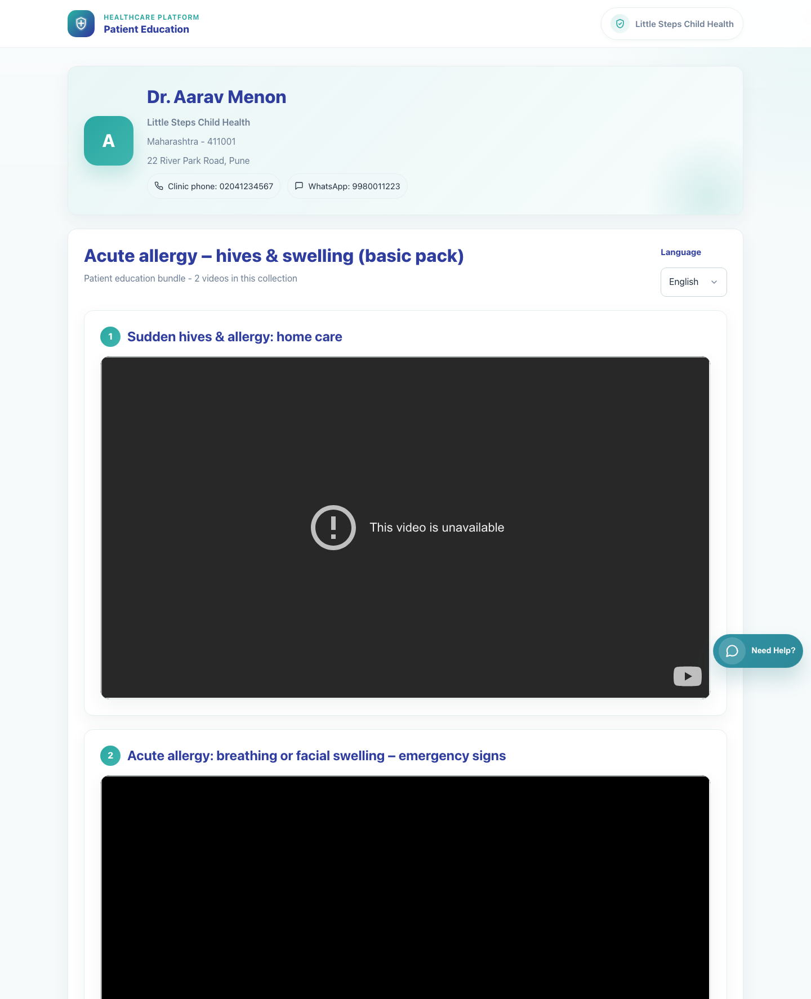 HEALTHCARE PLATFORM
Patient Education
Little Steps Child Health
Dr. Aarav Menon
A
Little Steps Child Health
Maharashtra - 411001
22 River Park Road, Pune
Clinic phone: 02041234567
WhatsApp: 9980011223
Acute allergy – hives & swelling (basic pack)
Patient education bundle - 2 videos in this collection
Language
English
1
Sudden hives & allergy: home care
This video is unavailable
Need Help?
2
Acute allergy: breathing or facial swelling – emergency signs